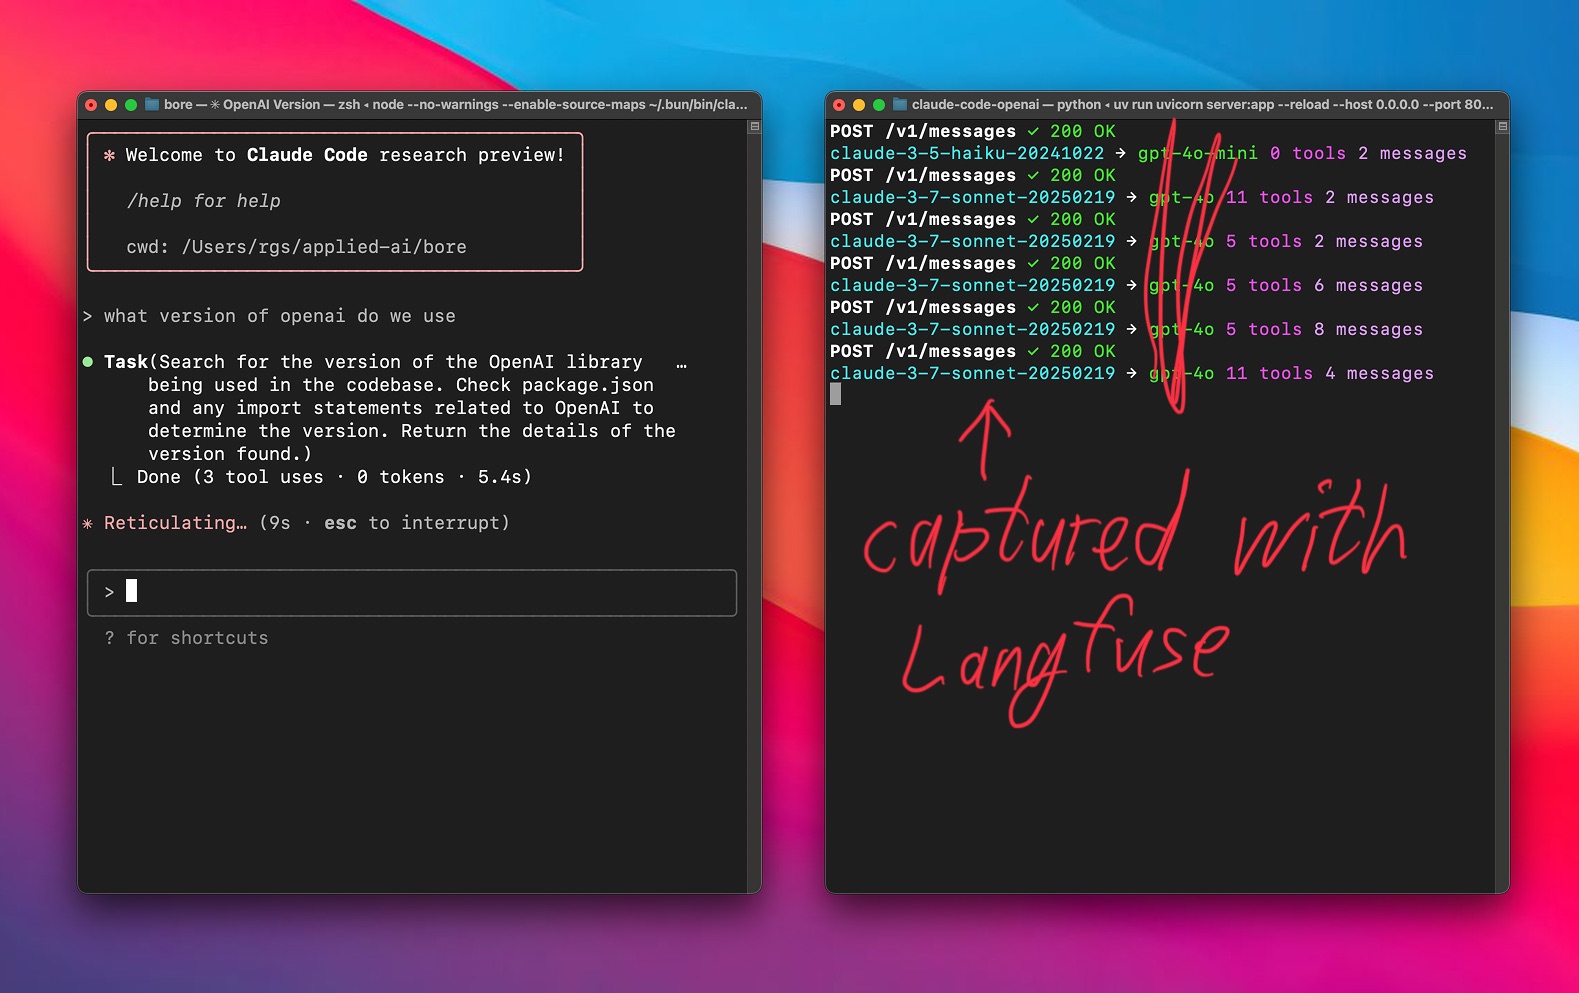 bore — ✳ OpenAI Version — zsh ◂ node --no-warnings --enable-source-maps ~/.bun/bin/cla...
✻ Welcome to Claude Code research preview!
/help for help
cwd: /Users/rgs/applied-ai/bore
> what version of openai do we use
● Task(Search for the version of the OpenAI library …
being used in the codebase. Check package.json
and any import statements related to OpenAI to
determine the version. Return the details of the
version found.)
⎿ Done (3 tool uses · 0 tokens · 5.4s)
✳ Reticulating… (9s · esc to interrupt)
>
? for shortcuts
claude-code-openai — python ◂ uv run uvicorn server:app --reload --host 0.0.0.0 --port 80...
POST /v1/messages ✓ 200 OK
claude-3-5-haiku-20241022 → gpt-4o-mini 0 tools 2 messages
POST /v1/messages ✓ 200 OK
claude-3-7-sonnet-20250219 → gpt-4o 11 tools 2 messages
POST /v1/messages ✓ 200 OK
claude-3-7-sonnet-20250219 → gpt-4o 5 tools 2 messages
POST /v1/messages ✓ 200 OK
claude-3-7-sonnet-20250219 → gpt-4o 5 tools 6 messages
POST /v1/messages ✓ 200 OK
claude-3-7-sonnet-20250219 → gpt-4o 5 tools 8 messages
POST /v1/messages ✓ 200 OK
claude-3-7-sonnet-20250219 → gpt-4o 11 tools 4 messages
captured with
Langfuse